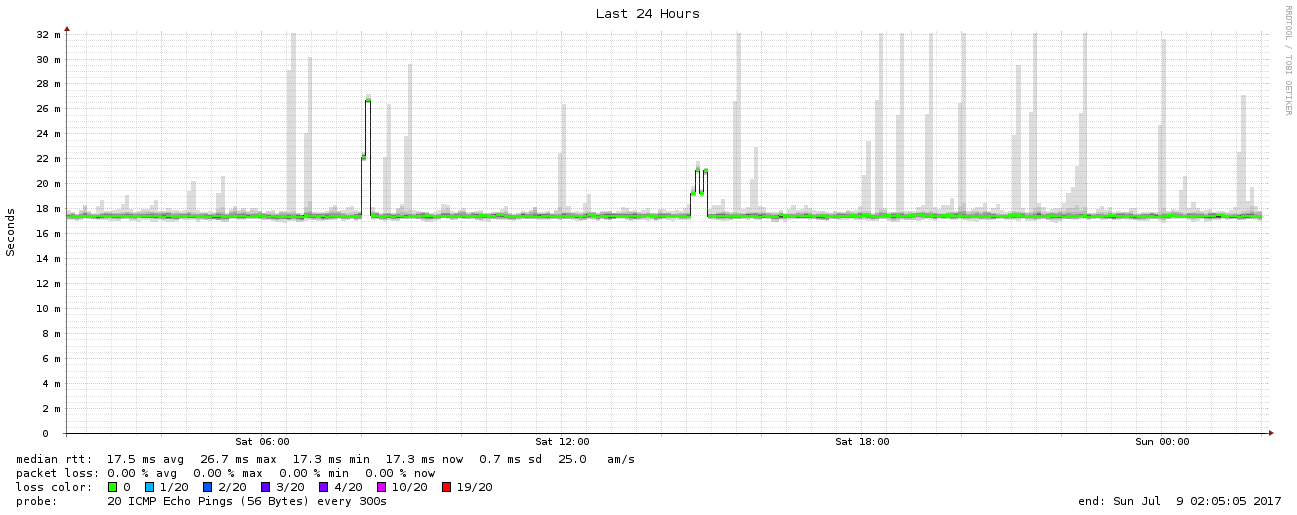 Last 24 Hours
RRDTOOL / TOBI OETIKER
Seconds
32 m
30 m
28 m
26 m
24 m
22 m
20 m
18 m
16 m
14 m
12 m
10 m
8 m
6 m
4 m
2 m
0
Sat 06:00 Sat 12:00 Sat 18:00 Sun 00:00
median rtt: 17.5 ms avg 26.7 ms max 17.3 ms min 17.3 ms now 0.7 ms sd 25.0 am/s
packet loss: 0.00 % avg 0.00 % max 0.00 % min 0.00 % now
loss color: 0 1/20 2/20 3/20 4/20 10/20 19/20
probe: 20 ICMP Echo Pings (56 Bytes) every 300s end: Sun Jul 9 02:05:05 2017